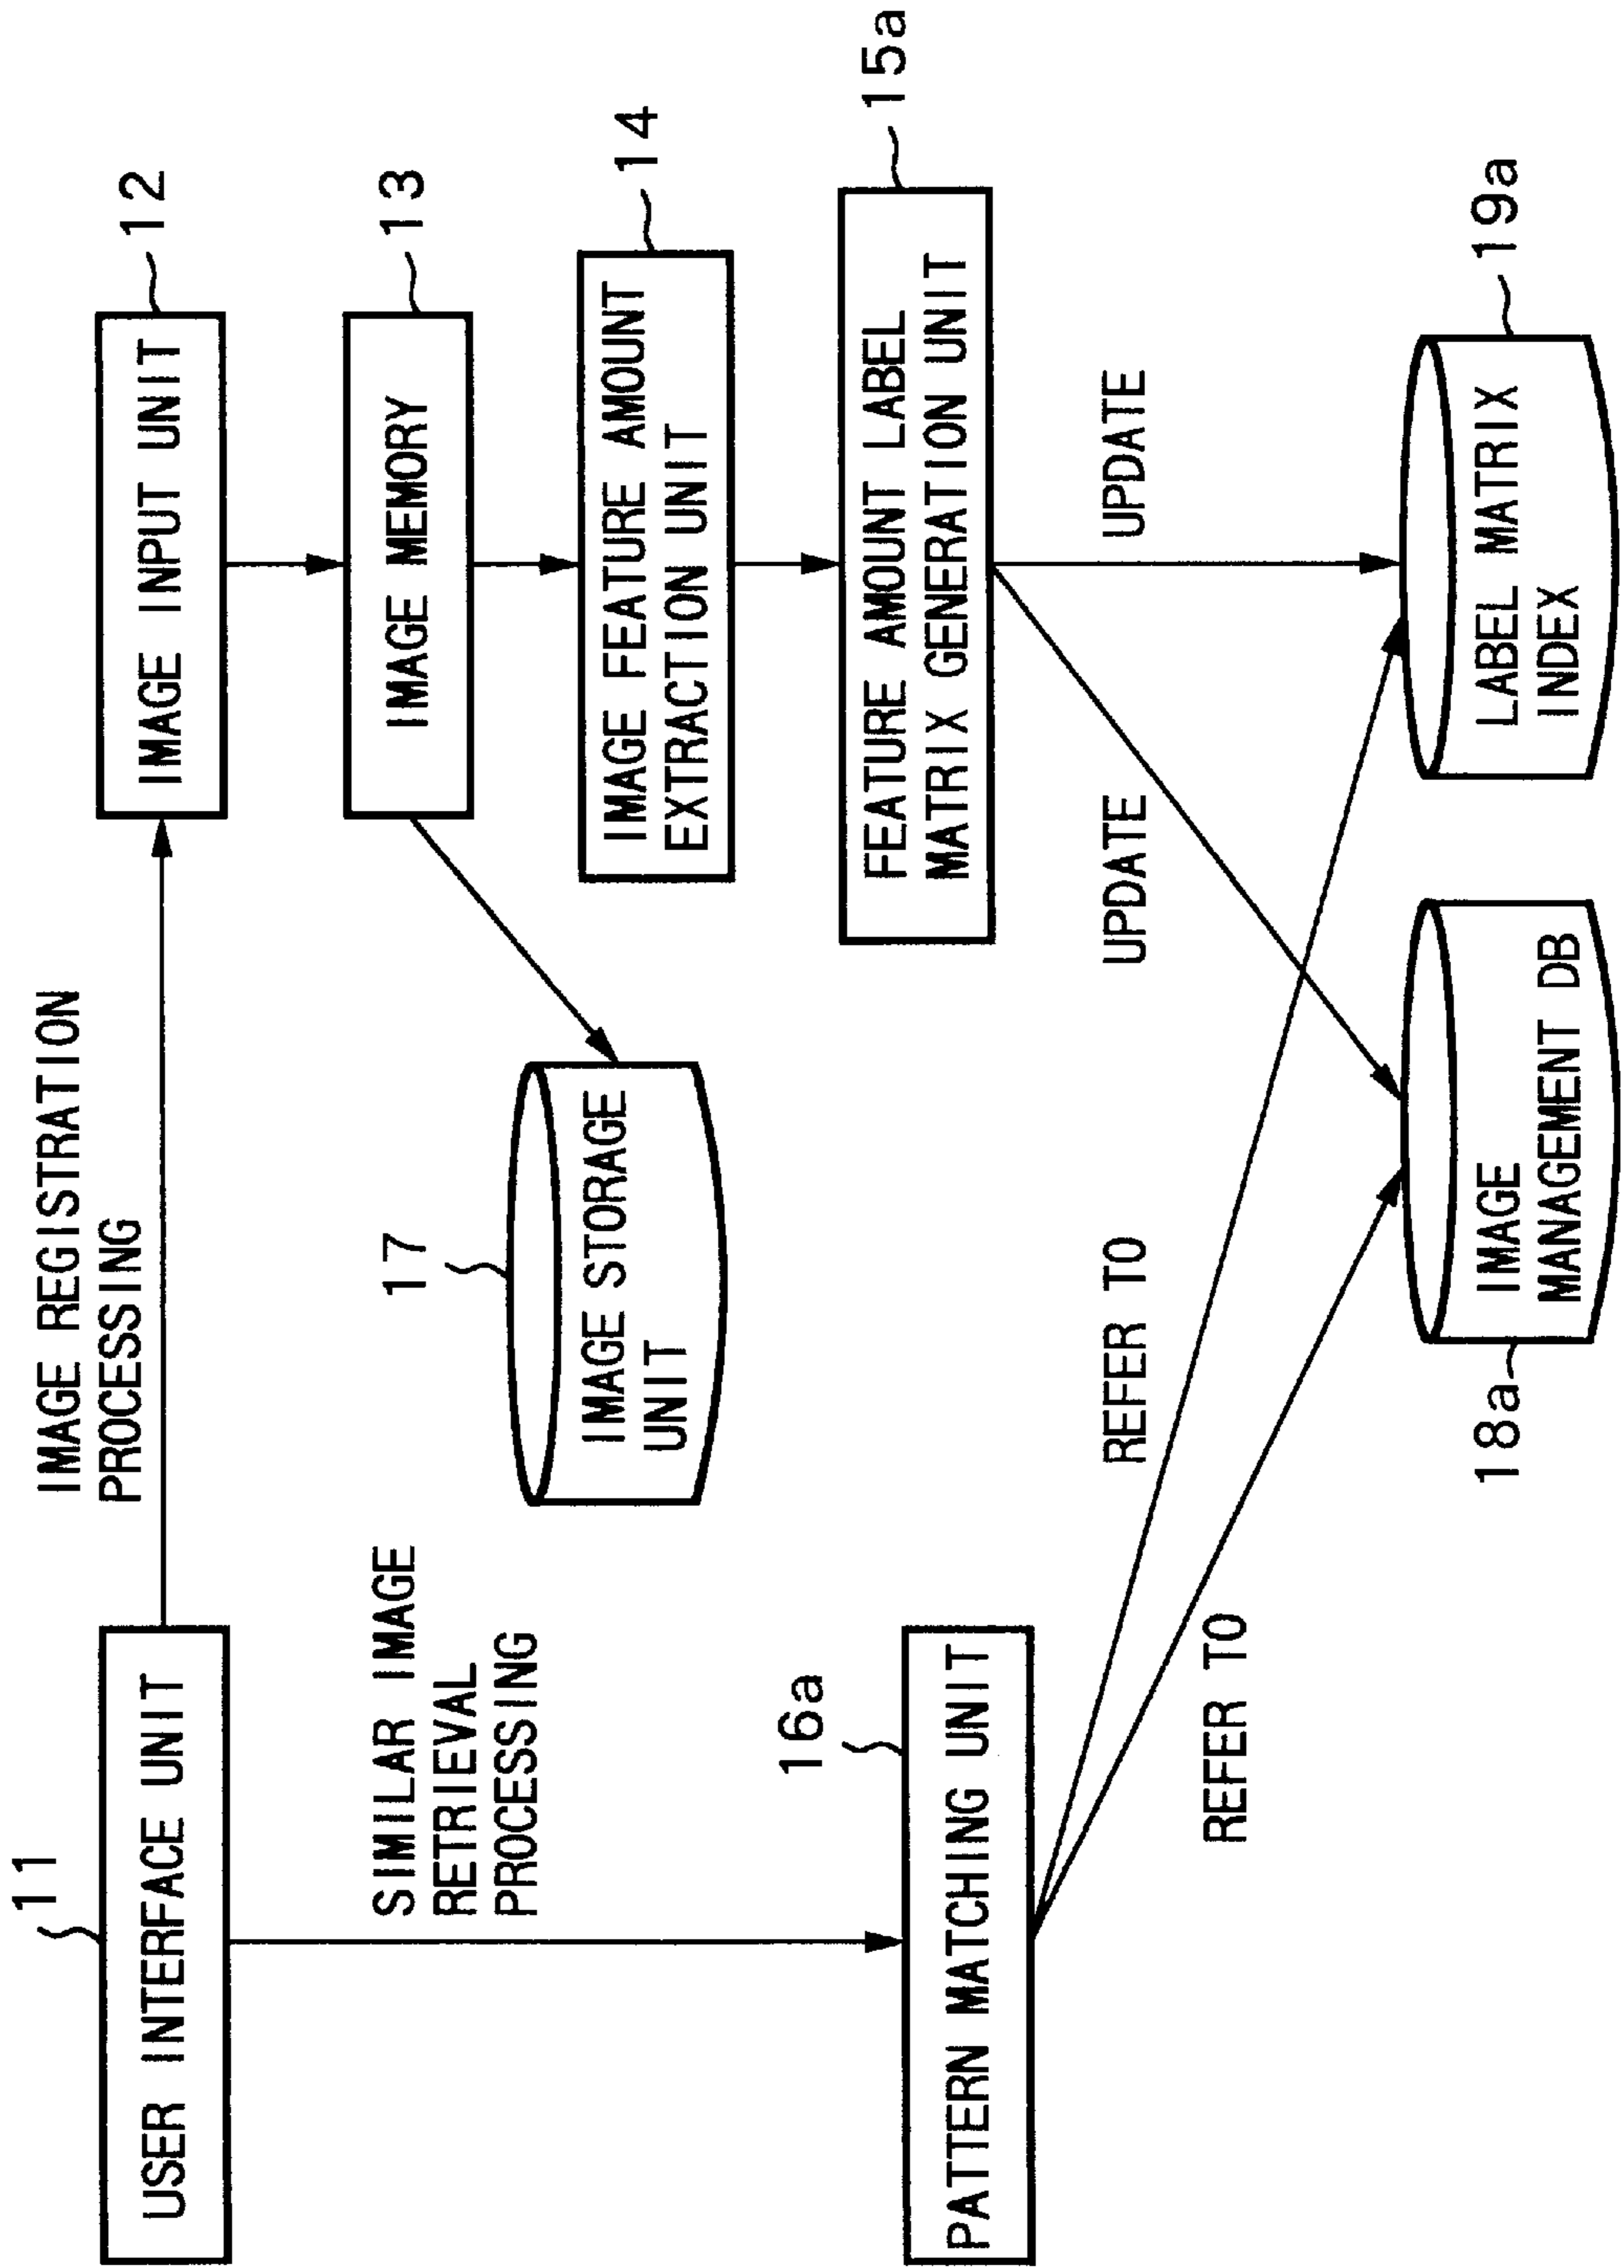 11
USER INTERFACE UNIT
IMAGE REGISTRATION
PROCESSING
IMAGE INPUT UNIT
12
SIMILAR IMAGE
RETRIEVAL
PROCESSING
17
IMAGE STORAGE
UNIT
IMAGE MEMORY
13
IMAGE FEATURE AMOUNT
EXTRACTION UNIT
14
16a
PATTERN MATCHING UNIT
FEATURE AMOUNT LABEL
MATRIX GENERATION UNIT
15a
REFER TO
REFER TO
UPDATE
UPDATE
18a
IMAGE
MANAGEMENT DB
LABEL MATRIX
INDEX
19a